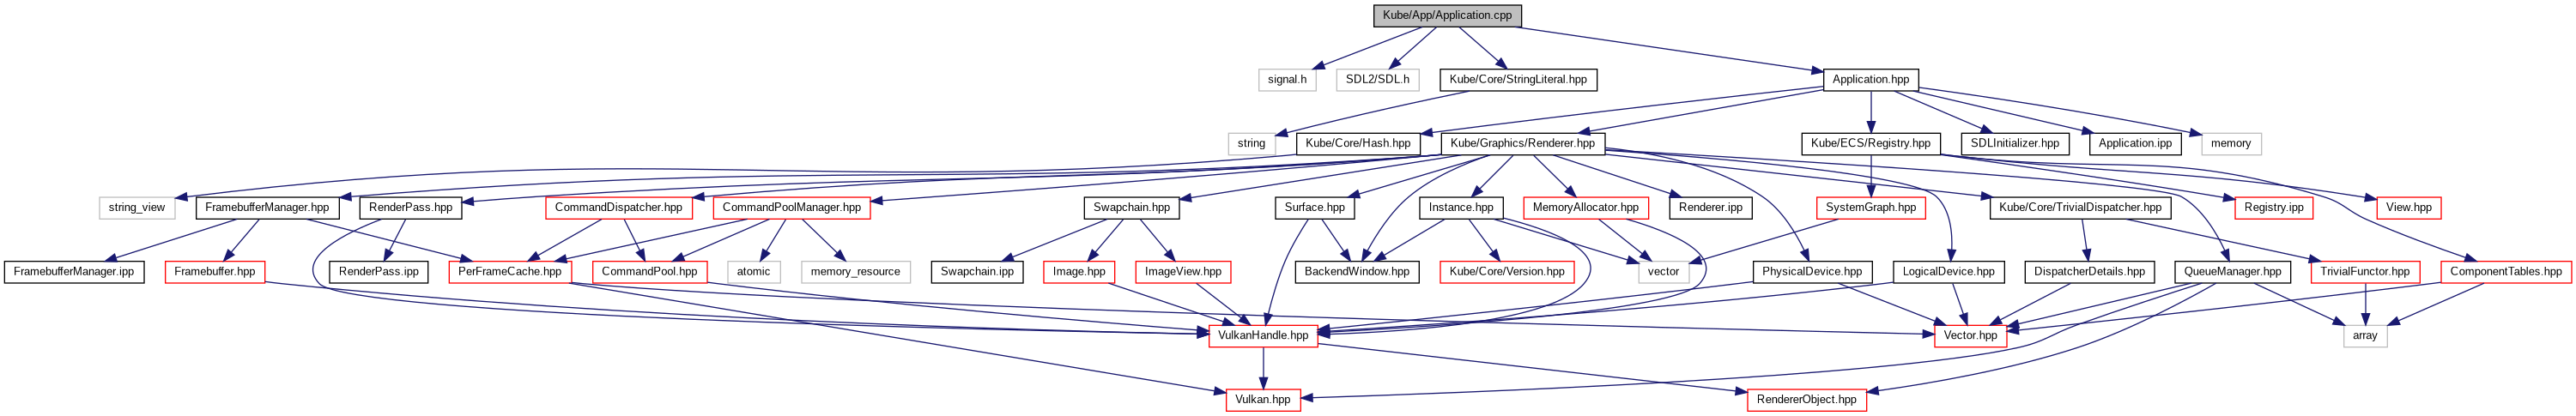 Kube/App/Application.cpp
signal.h
SDL2/SDL.h
Kube/Core/StringLiteral.hpp
Application.hpp
string
Kube/Core/Hash.hpp
Kube/Graphics/Renderer.hpp
Kube/ECS/Registry.hpp
SDLInitializer.hpp
Application.ipp
memory
string_view
FramebufferManager.hpp
RenderPass.hpp
CommandDispatcher.hpp
CommandPoolManager.hpp
Swapchain.hpp
Surface.hpp
Instance.hpp
MemoryAllocator.hpp
Renderer.ipp
SystemGraph.hpp
Kube/Core/TrivialDispatcher.hpp
Registry.ipp
View.hpp
FramebufferManager.ipp
Framebuffer.hpp
RenderPass.ipp
PerFrameCache.hpp
CommandPool.hpp
atomic
memory_resource
Swapchain.ipp
Image.hpp
ImageView.hpp
BackendWindow.hpp
Kube/Core/Version.hpp
vector
PhysicalDevice.hpp
LogicalDevice.hpp
DispatcherDetails.hpp
QueueManager.hpp
TrivialFunctor.hpp
ComponentTables.hpp
VulkanHandle.hpp
Vector.hpp
array
Vulkan.hpp
RendererObject.hpp